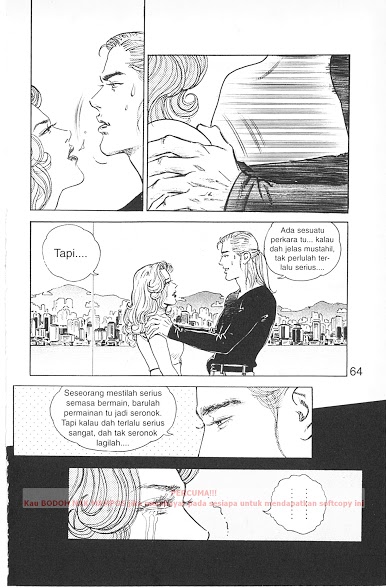 Ada sesuatu
perkara tu... kalau
dah jelas mustahil,
tak perlulah ter-
lalu serius....
Tapi....
64
Seseorang mestilah serius
semasa bermain, barulah
permainan tu jadi seronok.
Tapi kalau dah terlalu serius
sangat, dah tak seronok
lagilah....
PERCUMA!!!
Kau BODOH
pada sesiapa untuk mendapatkan softcopy ini
............